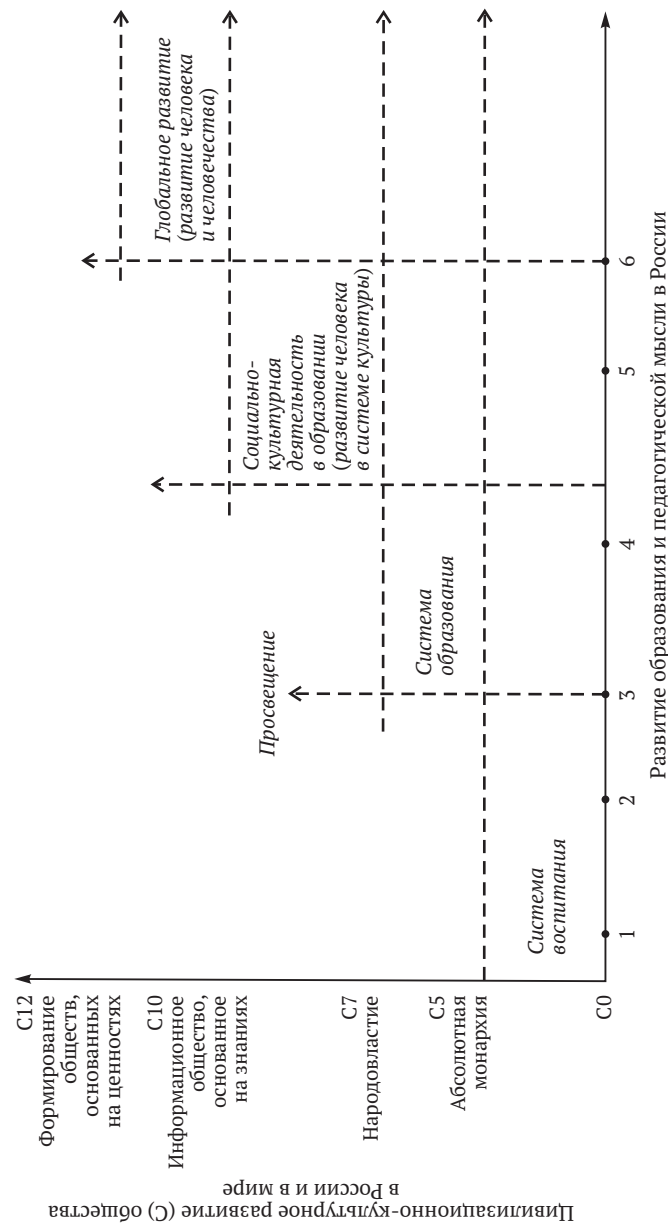 Цивилизационно-культурное развитие (С) общества
в России и в мире
С12
Формирование
обществ,
основанных
на ценностях
С10
Информационное
общество,
основанное
на знаниях
С7
Народовластие
С5
Абсолютная
монархия
С0
Система
воспитания
Просвещение
Система
образования
Социально-
культурная
деятельность
в образовании
(развитие человека
в системе культуры)
Глобальное развитие
(развитие человека
и человечества)
1
2
3
4
5
6
Развитие образования и педагогической мысли в России